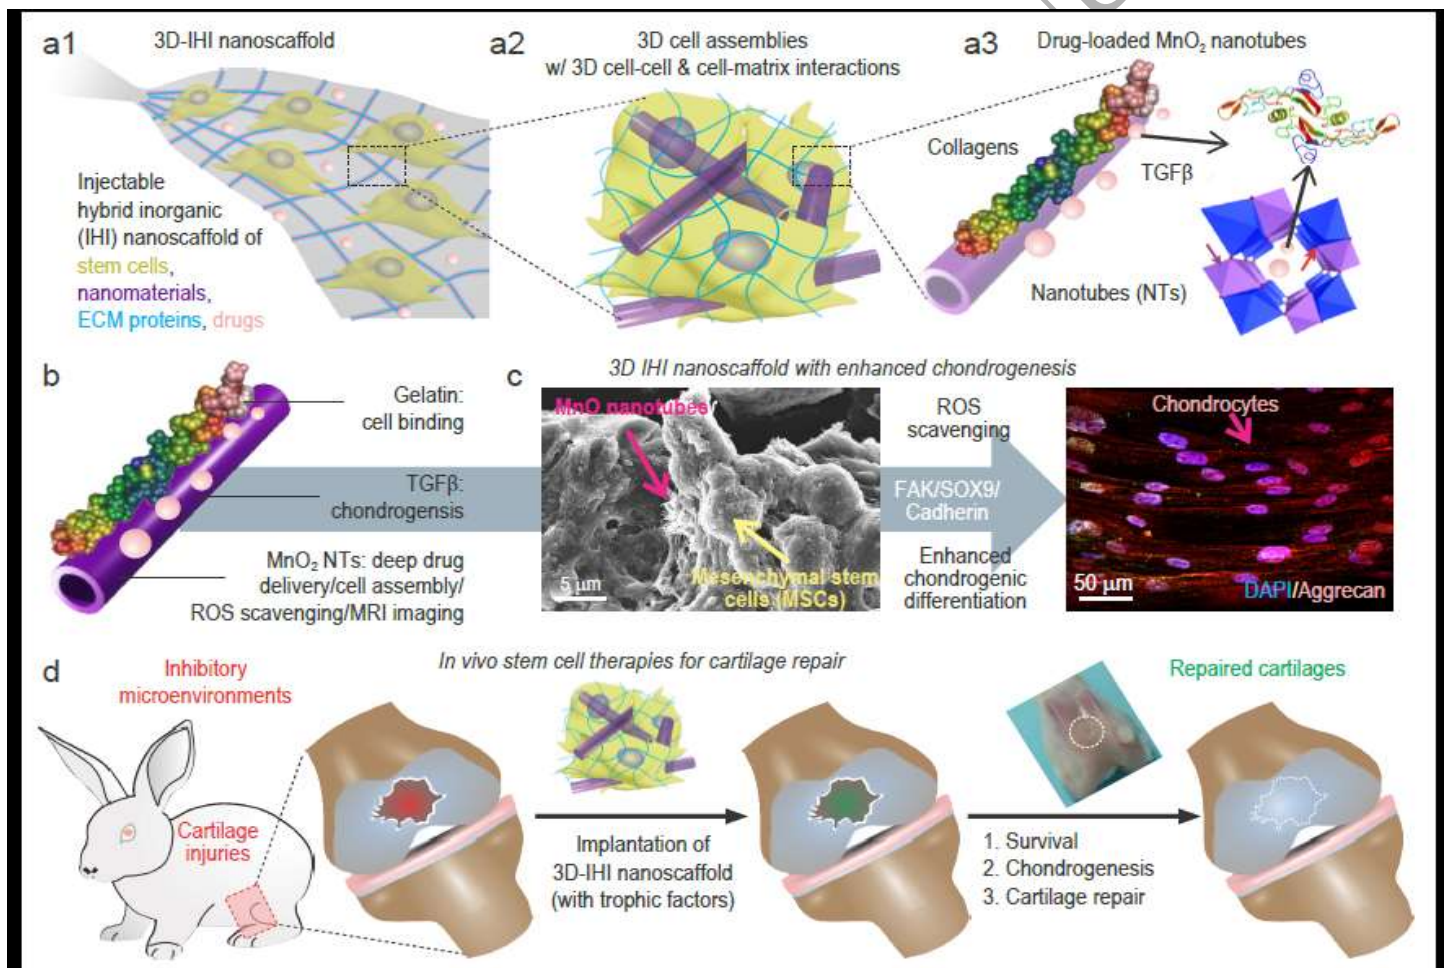 a1
3D-IHI nanoscaffold
Injectable
hybrid inorganic
(IHI) nanoscaffold of
stem cells,
nanomaterials,
ECM proteins, drugs
a2
3D cell assemblies
w/ 3D cell-cell & cell-matrix interactions
a3
Drug-loaded MnO₂ nanotubes
Collagens
TGFβ
Nanotubes (NTs)
b
Gelatin:
cell binding
TGFβ:
chondrogensis
MnO₂ NTs: deep drug
delivery/cell assembly/
ROS scavenging/MRI imaging
c
3D IHI nanoscaffold with enhanced chondrogenesis
MnO nanotubes
Mesenchymal stem
cells (MSCs)
5 µm
ROS
scavenging
FAK/SOX9/
Cadherin
Enhanced
chondrogenic
differentiation
Chondrocytes
50 µm
DAPI/Aggrecan
d
In vivo stem cell therapies for cartilage repair
Inhibitory
microenvironments
Cartilage
injuries
Implantation of
3D-IHI nanoscaffold
(with trophic factors)
1. Survival
2. Chondrogenesis
3. Cartilage repair
Repaired cartilages